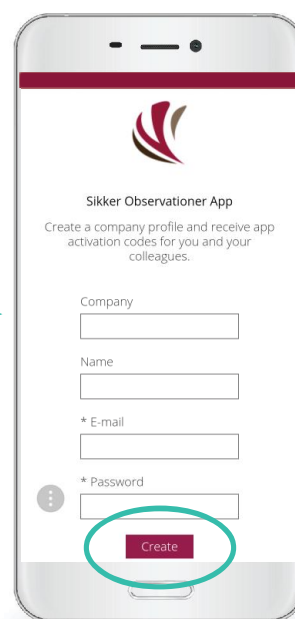 Sikker Observationer App
Create a company profile and receive app
activation codes for you and your
colleagues.
Company
Name
* E-mail
* Password
Create